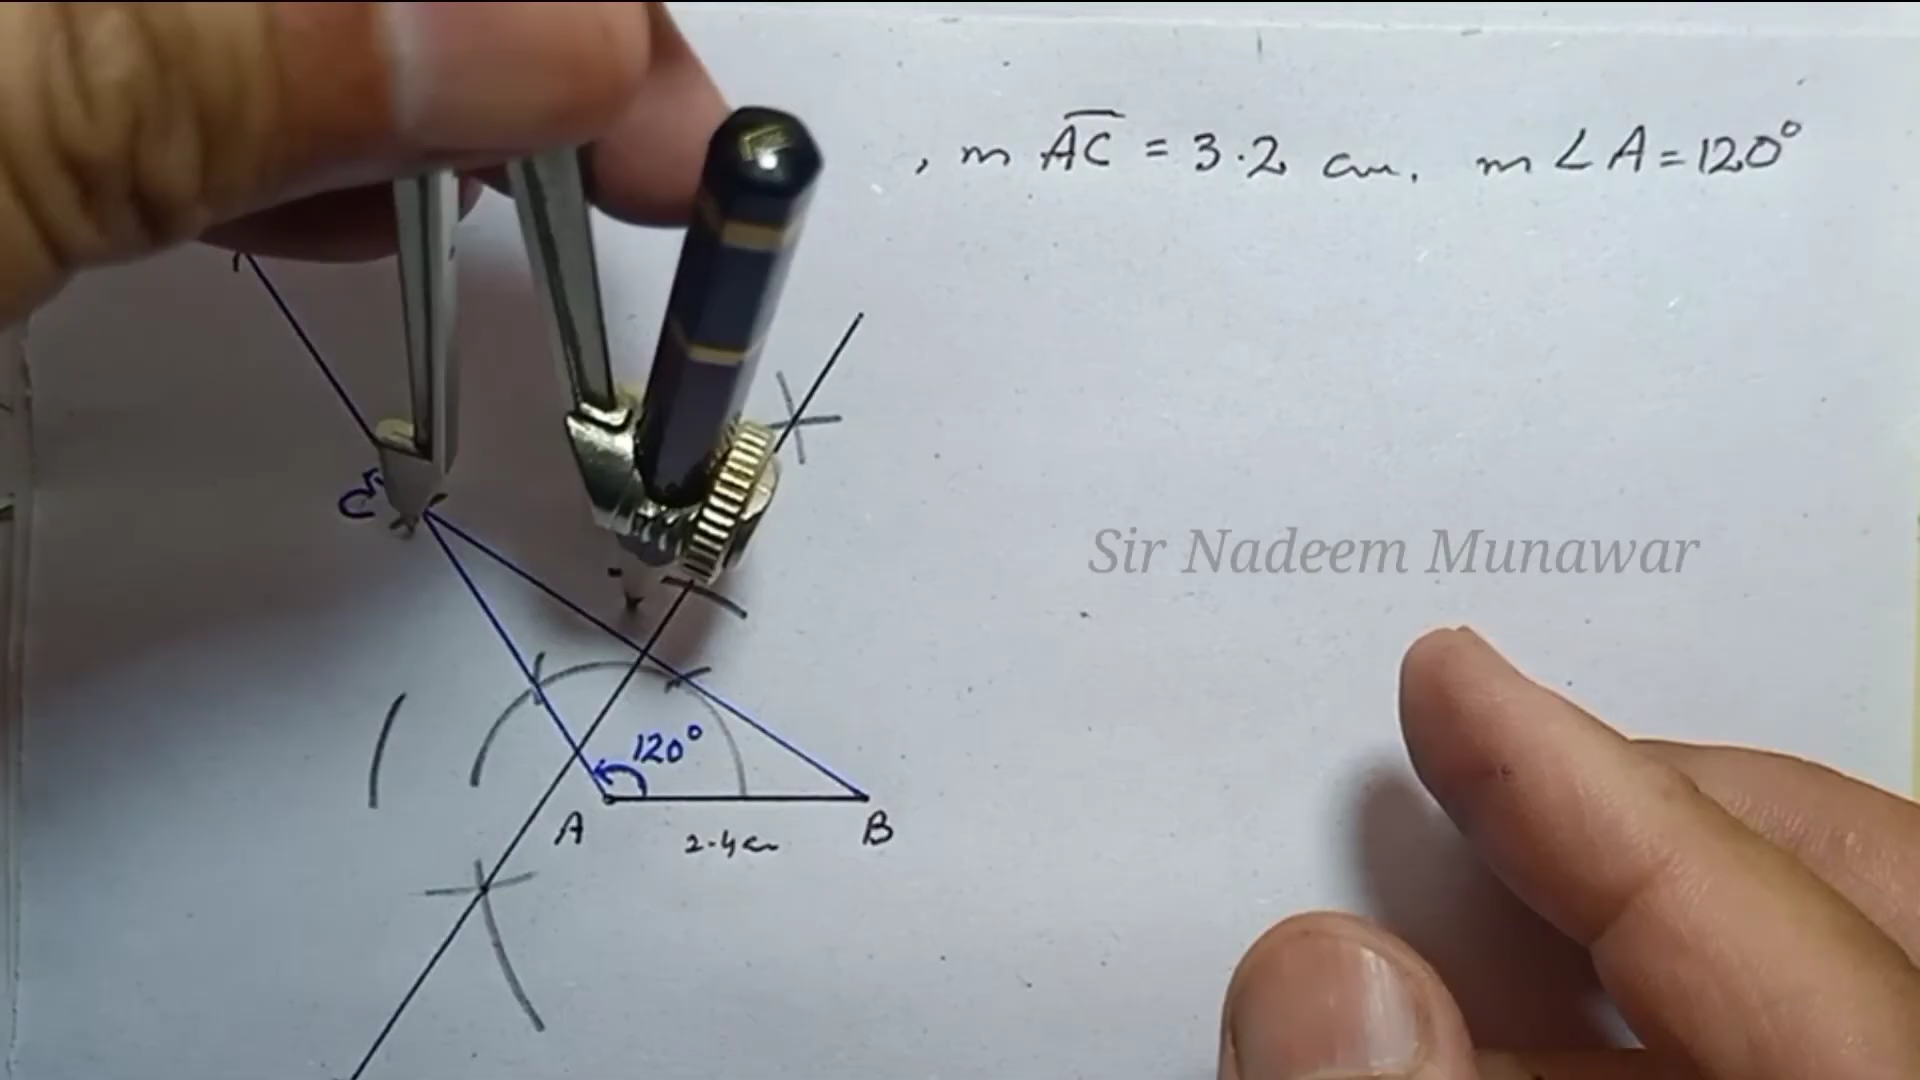 , m AC = 3.2 cm. m∠A=120°
C
Sir Nadeem Munawar
120°
A B
2.4cm